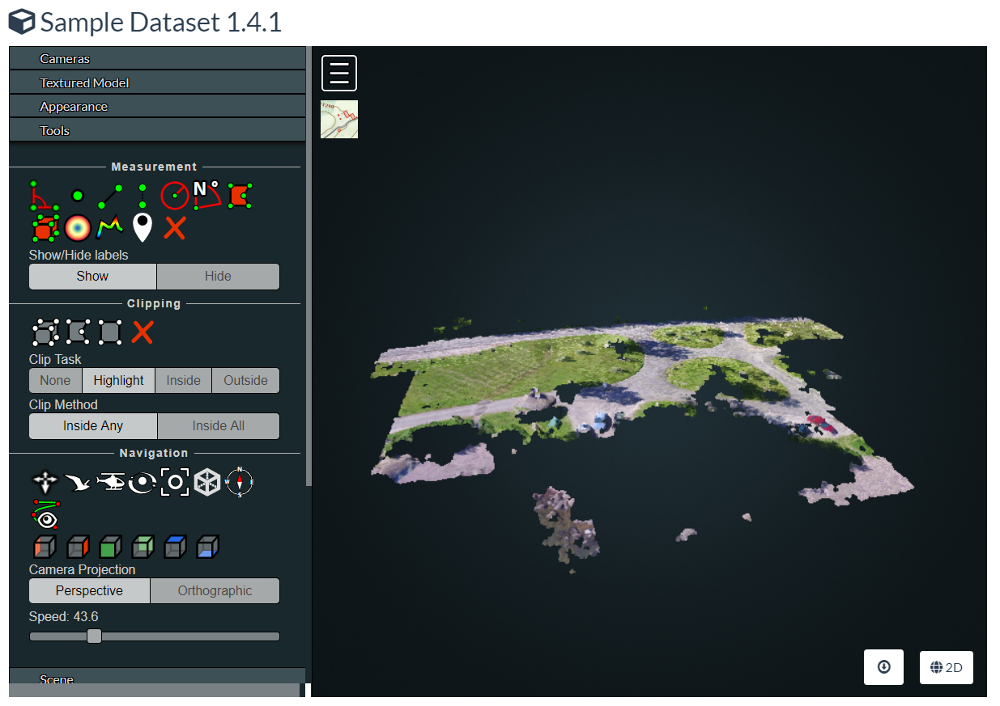 Sample Dataset 1.4.1
Cameras
Textured Model
Appearance
Tools
Measurement
N°
Show/Hide labels
Show Hide
Clipping
Clip Task
None Highlight Inside Outside
Clip Method
Inside Any Inside All
Navigation
N
W E
S
Camera Projection
Perspective Orthographic
Speed: 43.6
Scene
2D